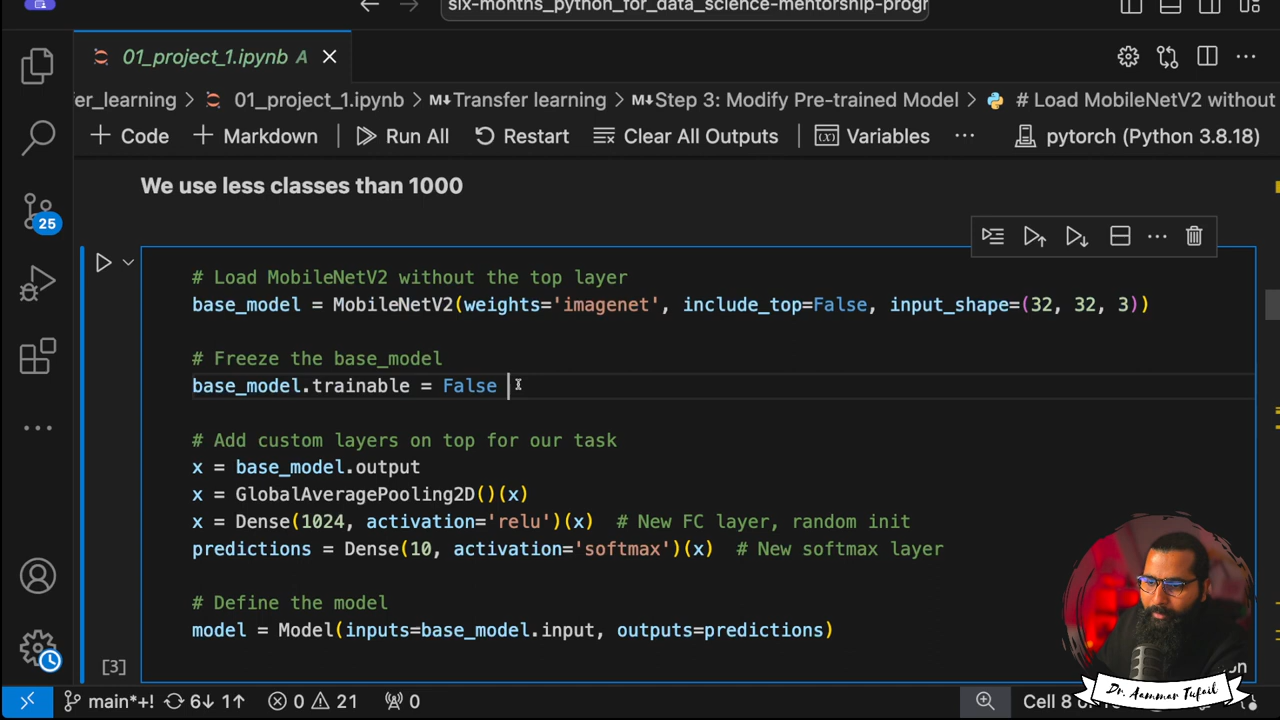 six-months_python_for_data_science-mentorship-progr
01_project_1.ipynb A
er_learning > 01_project_1.ipynb > Transfer learning > Step 3: Modify Pre-trained Model > # Load MobileNetV2 without
+ Code + Markdown Run All Restart Clear All Outputs Variables ... pytorch (Python 3.8.18)
We use less classes than 1000
25
# Load MobileNetV2 without the top layer
base_model = MobileNetV2(weights='imagenet', include_top=False, input_shape=(32, 32, 3))
# Freeze the base_model
base_model.trainable = False
# Add custom layers on top for our task
x = base_model.output
x = GlobalAveragePooling2D()(x)
x = Dense(1024, activation='relu')(x)  # New FC layer, random init
predictions = Dense(10, activation='softmax')(x)  # New softmax layer
# Define the model
model = Model(inputs=base_model.input, outputs=predictions)
[3]
Dr. Aammar Tufail
main*+! 6↓ 1↑ 0 21 0 Cell 8 of